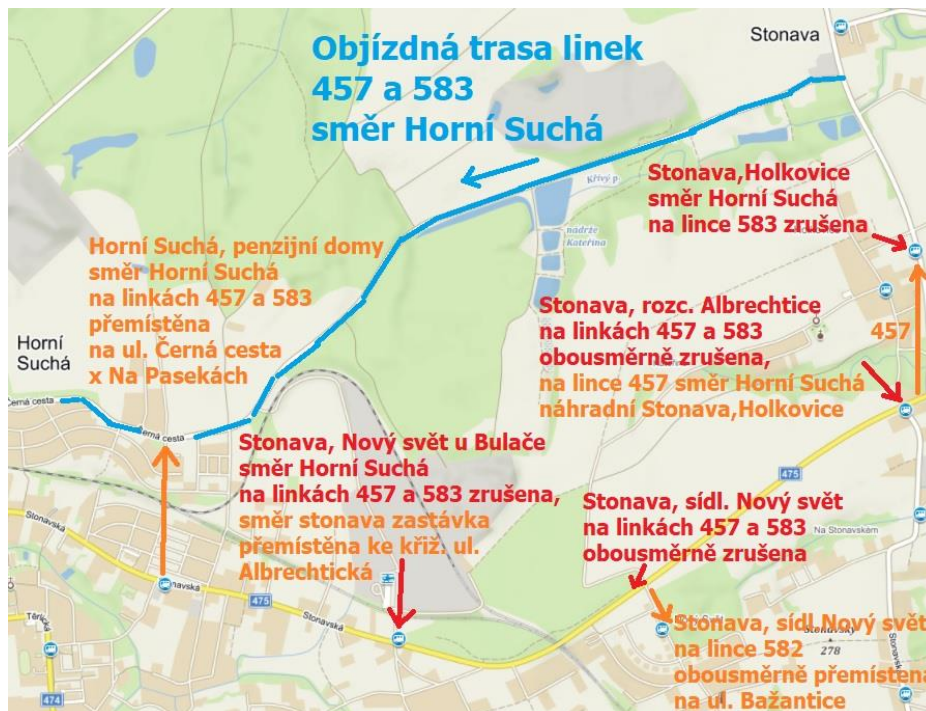 Objízdná trasa linek
457 a 583
směr Horní Suchá
Stonava
Křivý p
nádrže
Kateřina
Stonava,Holkovice
směr Horní Suchá
na lince 583 zrušena
Horní Suchá, penzijní domy
směr Horní Suchá
na linkách 457 a 583
přemístěna
na ul. Černá cesta
x Na Pasekách
Stonava, rozc. Albrechtice
na linkách 457 a 583
obousměrně zrušena,
na lince 457 směr Horní Suchá
náhradní Stonava,Holkovice
457
Horní
Suchá
Černá cesta
Černá cesta
Stonava, Nový svět u Bulače
směr Horní Suchá
na linkách 457 a 583 zrušena,
směr stonava zastávka
přemístěna ke křiž. ul.
Albrechtická
475
Stonava, sídl. Nový svět
na linkách 457 a 583
obousměrně zrušena
Na Stonavském
Stonavská
Stonavská
475
Stonavská
Těrlická
474
Stonava, sídl.Nový svět
na lince 582
obousměrně přemístěna
na ul. Bažantice
Stonavský
278